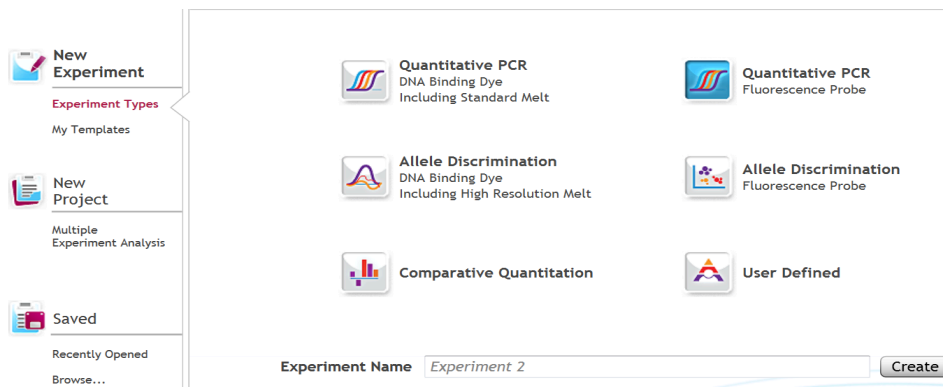 New
Experiment
Experiment Types
My Templates
New
Project
Multiple
Experiment Analysis
Saved
Recently Opened
Browse...
Quantitative PCR
DNA Binding Dye
Including Standard Melt
Quantitative PCR
Fluorescence Probe
Allele Discrimination
DNA Binding Dye
Including High Resolution Melt
Allele Discrimination
Fluorescence Probe
Comparative Quantitation
User Defined
Experiment Name Experiment 2 Create